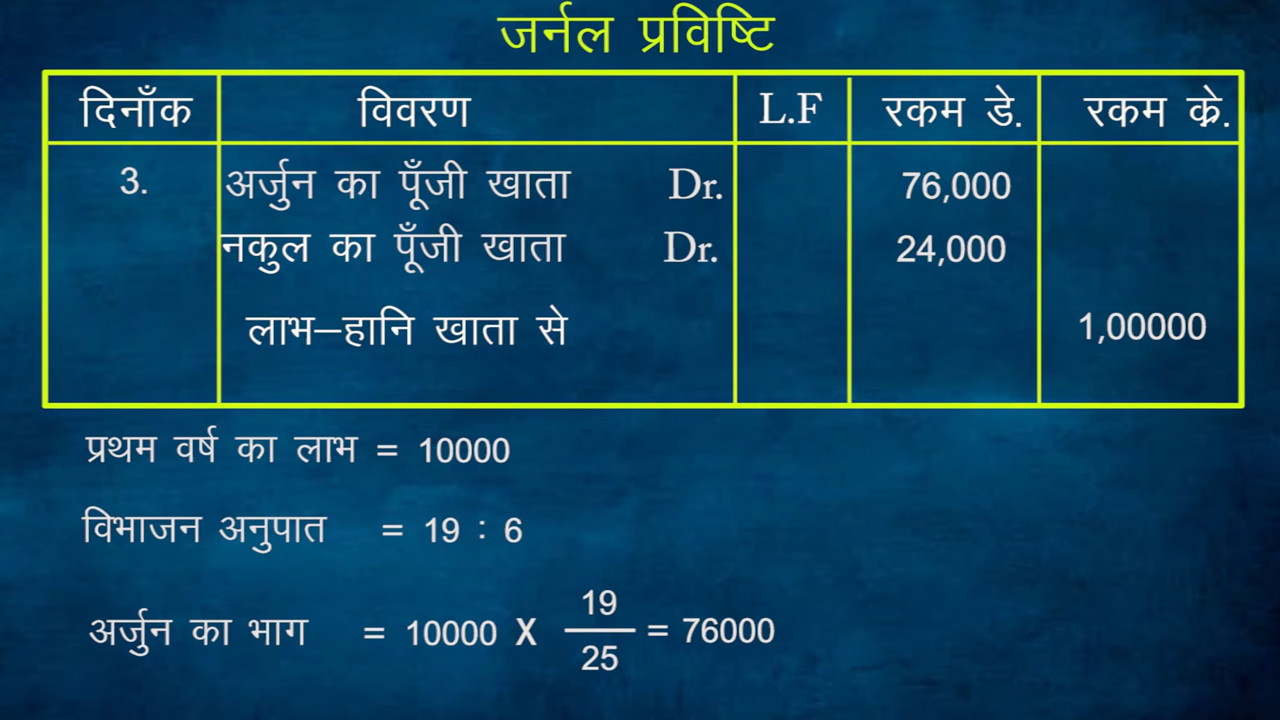 जर्नल प्रविष्टि
दिनाँक विवरण L.F रकम डे. रकम क्रे.
3. अर्जुन का पूँजी खाता Dr. 76,000
नकुल का पूँजी खाता Dr. 24,000
लाभ–हानि खाता से 1,00000
प्रथम वर्ष का लाभ = 10000
विभाजन अनुपात = 19 : 6
अर्जुन का भाग = 10000 X 19/25 = 76000